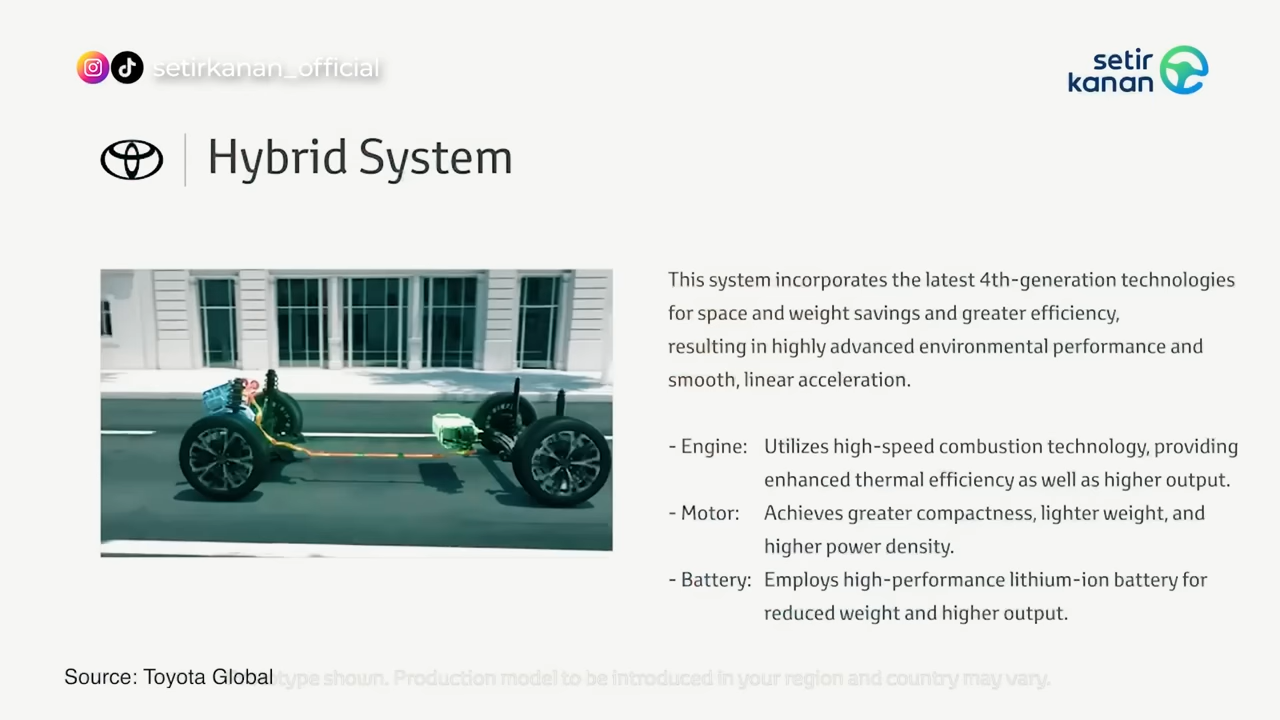 setirkanan_official
setir
kanan
Hybrid System
This system incorporates the latest 4th-generation technologies
for space and weight savings and greater efficiency,
resulting in highly advanced environmental performance and
smooth, linear acceleration.
- Engine: Utilizes high-speed combustion technology, providing
enhanced thermal efficiency as well as higher output.
- Motor: Achieves greater compactness, lighter weight, and
higher power density.
- Battery: Employs high-performance lithium-ion battery for
reduced weight and higher output.
Source: Toyota Global
shown. Production model to be introduced in your region and country may vary.